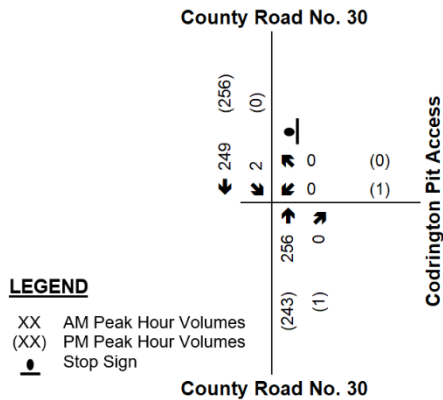 County Road No. 30
(256)
(0)
249
2
0 (0)
0 (1)
Codrington Pit Access
256
0
(243)
(1)
LEGEND
XX AM Peak Hour Volumes
(XX) PM Peak Hour Volumes
Stop Sign
County Road No. 30